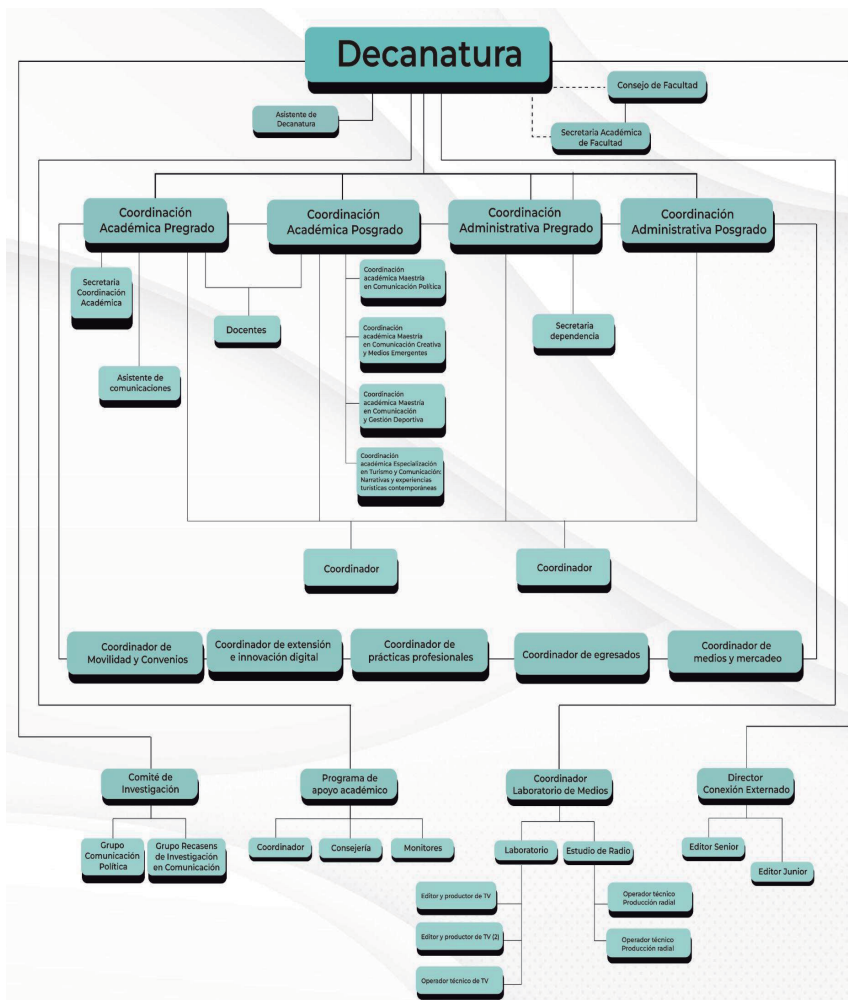 Decanatura
Consejo de Facultad
Asistente de
Decanatura
Secretaria Académica
de Facultad
Coordinación
Académica Pregrado
Coordinación
Académica Posgrado
Coordinación
Administrativa Pregrado
Coordinación
Administrativa Posgrado
Secretaria
Coordinación
Académica
Asistente de
comunicaciones
Docentes
Coordinación
académica Maestría
en Comunicación Política
Coordinación
académica Maestría
en Comunicación Creativa
y Medios Emergentes
Coordinación
académica Maestría
en Comunicación
y Gestión Deportiva
Coordinación
académica Especialización
en Turismo y Comunicación:
Narrativas y experiencias
turísticas contemporáneas
Secretaria
dependencia
Coordinador
Coordinador
Coordinador de
Movilidad y Convenios
Coordinador de extensión
e innovación digital
Coordinador de
prácticas profesionales
Coordinador de egresados
Coordinador de
medios y mercadeo
Comité de
Investigación
Programa de
apoyo académico
Coordinador
Laboratorio de Medios
Director
Conexión Externado
Grupo
Comunicación
Política
Grupo Recasens
de Investigación
en Comunicación
Coordinador
Consejería
Monitores
Laboratorio
Estudio de Radio
Editor Senior
Editor Junior
Editor y productor de TV
Editor y productor de TV (2)
Operador técnico de TV
Operador técnico
Producción radial
Operador técnico
Producción radial